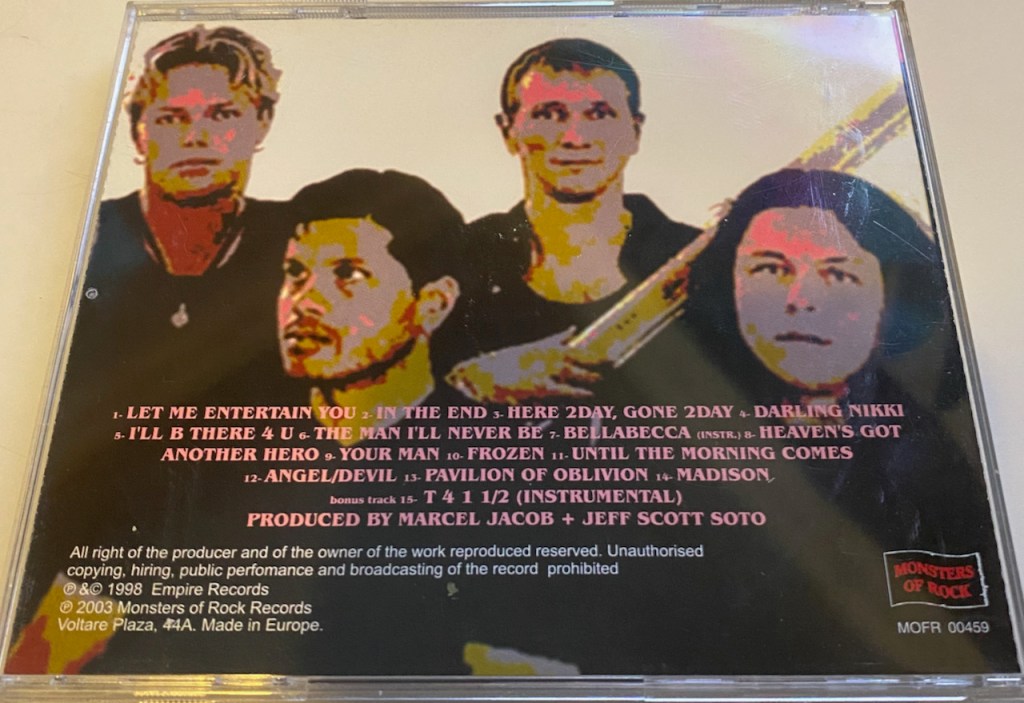 1- LET ME ENTERTAIN YOU 2- IN THE END 3- HERE 2DAY, GONE 2DAY 4- DARLING NIKKI
5- I'LL B THERE 4 U 6- THE MAN I'LL NEVER BE 7- BELLABECCA (INSTR.) 8- HEAVEN'S GOT
ANOTHER HERO 9- YOUR MAN 10- FROZEN 11- UNTIL THE MORNING COMES
12- ANGEL/DEVIL 13- PAVILION OF OBLIVION 14- MADISON
bonus track 15- T 4 1 1/2 (INSTRUMENTAL)
PRODUCED BY MARCEL JACOB + JEFF SCOTT SOTO
All right of the producer and of the owner of the work reproduced reserved. Unauthorised
copying, hiring, public perfomance and broadcasting of the record prohibited
℗ &© 1998 Empire Records
℗ 2003 Monsters of Rock Records
Voltare Plaza, 44A. Made in Europe.
MONSTERS
OF ROCK
MOFR 00459